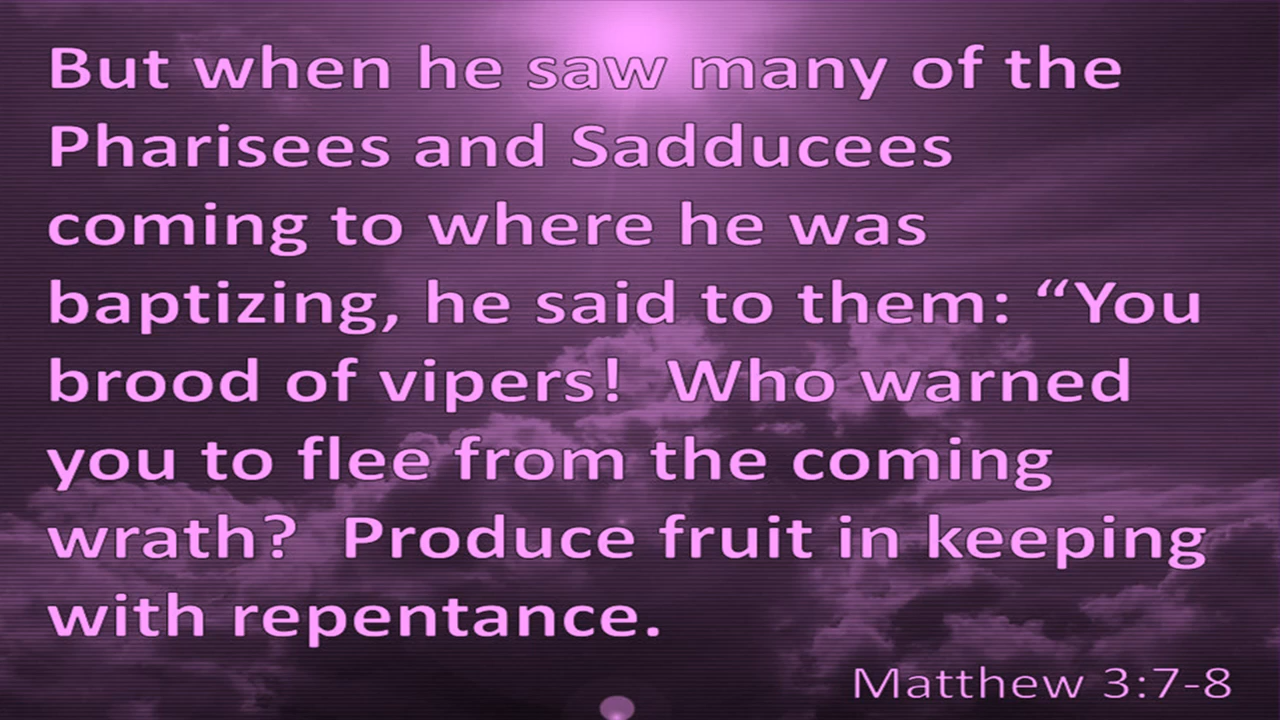 But when he saw many of the
Pharisees and Sadducees
coming to where he was
baptizing, he said to them: “You
brood of vipers!  Who warned
you to flee from the coming
wrath?  Produce fruit in keeping
with repentance.
Matthew 3:7-8